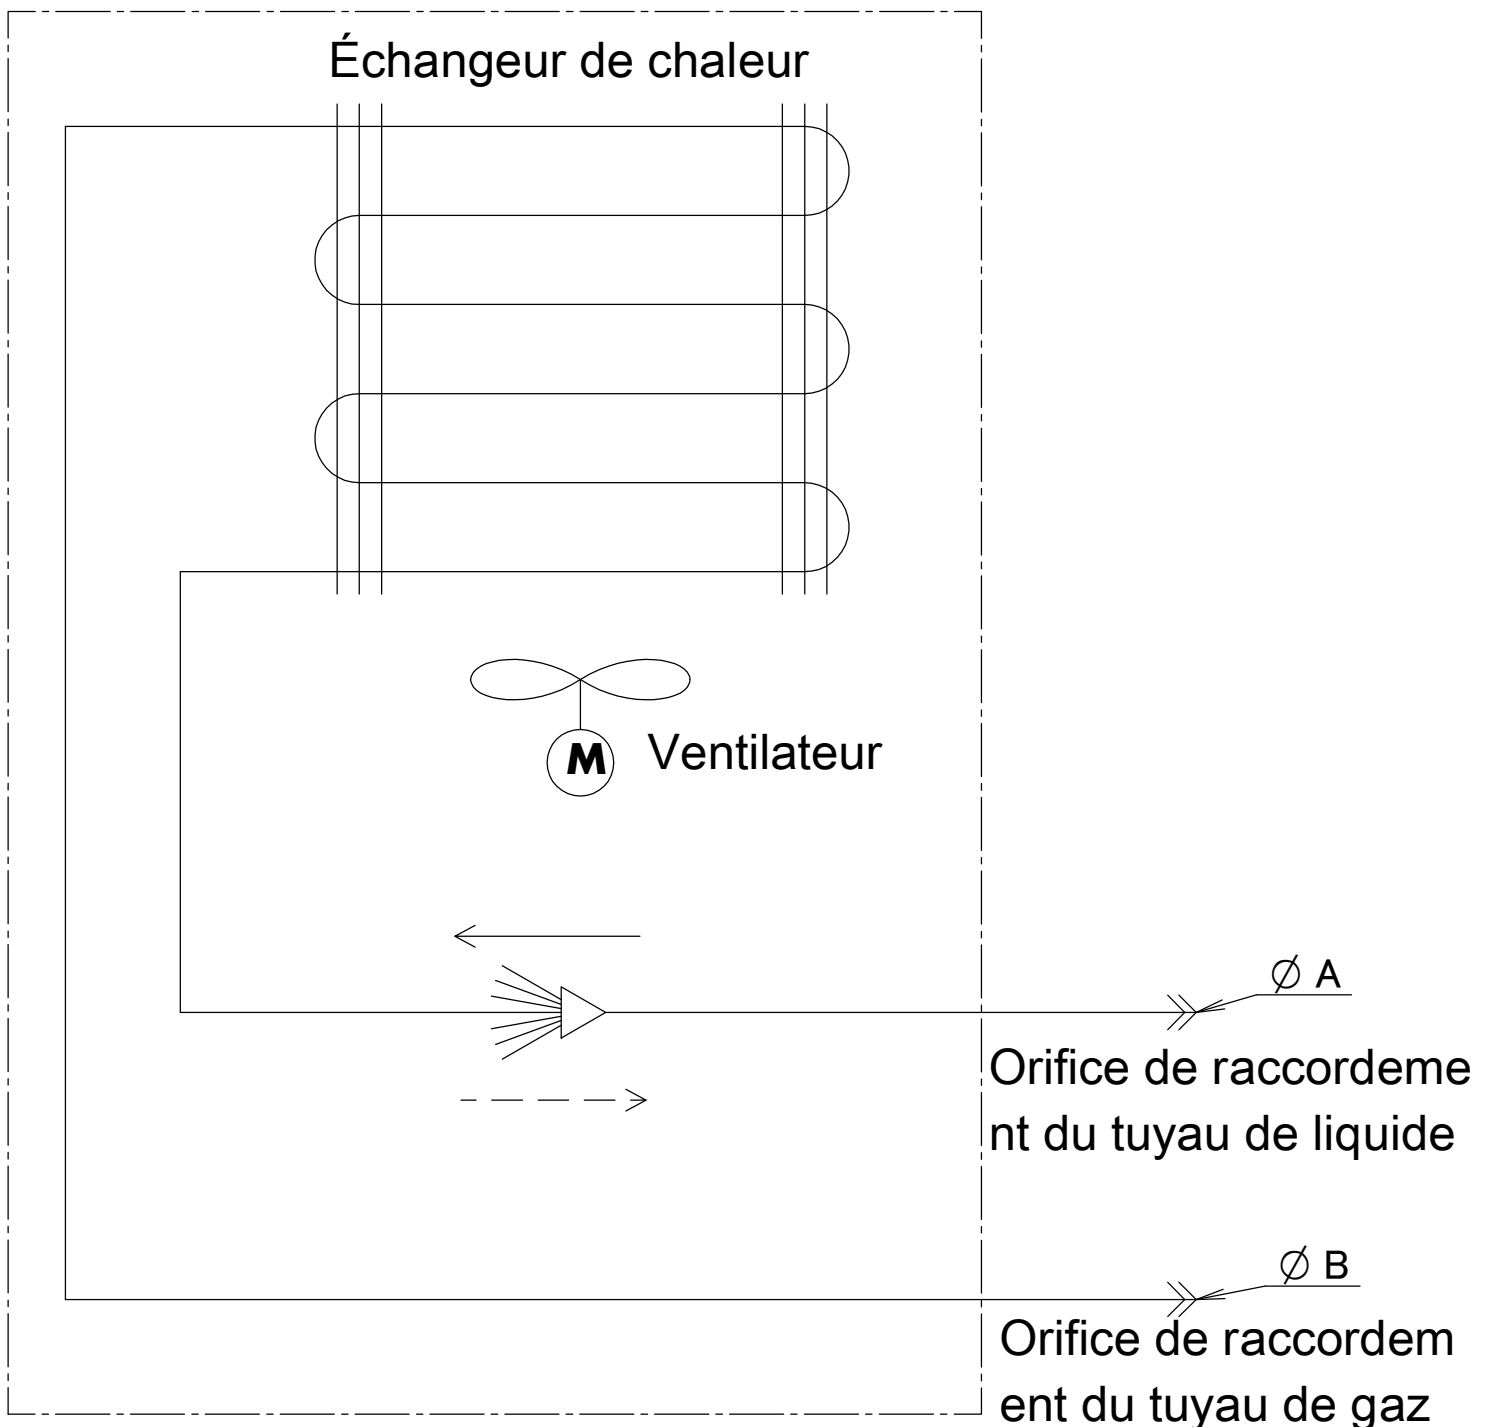 Échangeur de chaleur
M
Ventilateur
Ø A
Orifice de raccordeme
nt du tuyau de liquide
Ø B
Orifice de raccordem
ent du tuyau de gaz